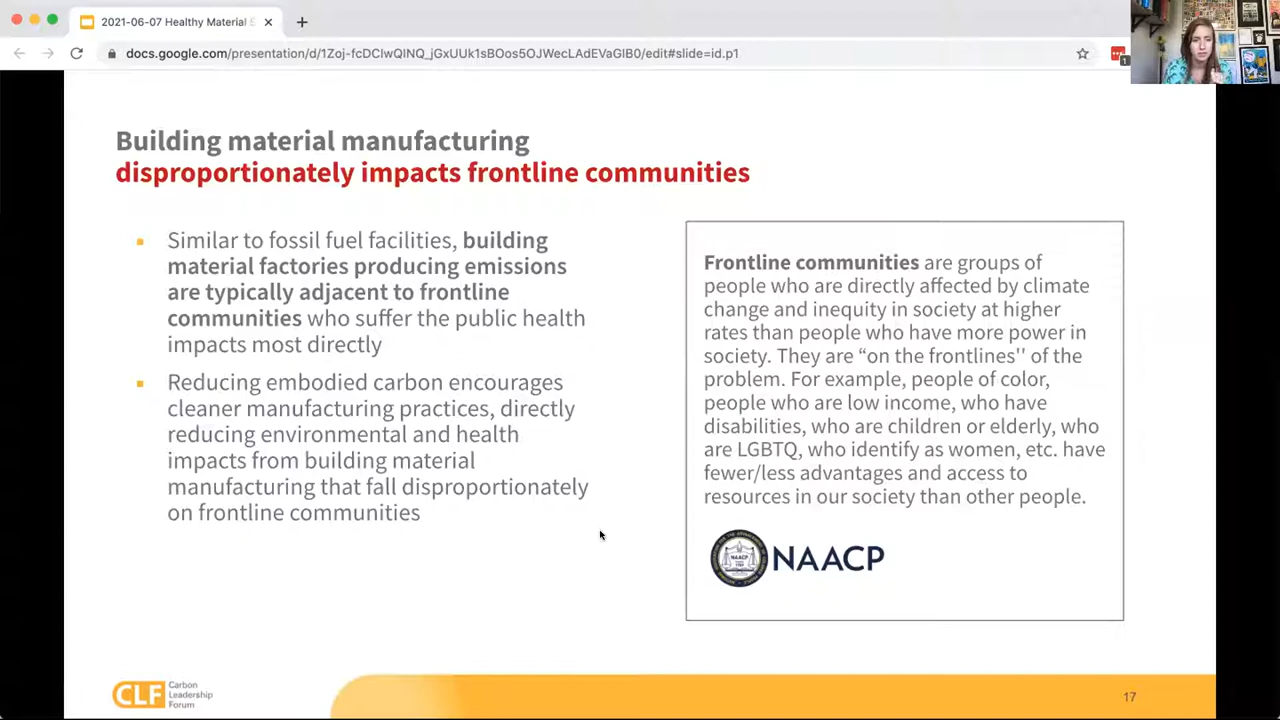 2021-06-07 Healthy Material S
docs.google.com/presentation/d/1Zoj-fcDCIwQINQ_jGxUUk1sBOos5OJWecLAdEVaGIB0/edit#slide=id.p1
1
Building material manufacturing
disproportionately impacts frontline communities
Similar to fossil fuel facilities, building
material factories producing emissions
are typically adjacent to frontline
communities who suffer the public health
impacts most directly
Reducing embodied carbon encourages
cleaner manufacturing practices, directly
reducing environmental and health
impacts from building material
manufacturing that fall disproportionately
on frontline communities
Frontline communities are groups of
people who are directly affected by climate
change and inequity in society at higher
rates than people who have more power in
society. They are “on the frontlines'' of the
problem. For example, people of color,
people who are low income, who have
disabilities, who are children or elderly, who
are LGBTQ, who identify as women, etc. have
fewer/less advantages and access to
resources in our society than other people.
NAACP
NAACP
CLF
Carbon
Leadership
Forum
17